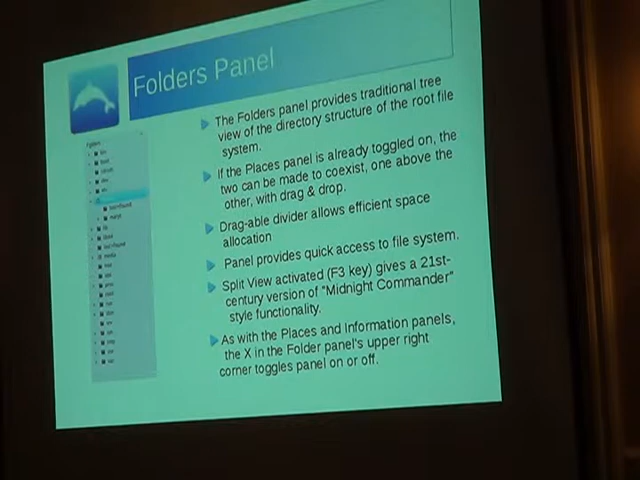 Folders Panel
The Folders panel provides traditional tree
view of the directory structure of the root file
system.
If the Places panel is already toggled on, the
two can be made to coexist, one above the
other, with drag & drop.
Drag-able divider allows efficient space
allocation
Panel provides quick access to file system.
Split View activated (F3 key) gives a 21st-
century version of "Midnight Commander"
style functionality.
As with the Places and Information panels,
the X in the Folder panel's upper right
corner toggles panel on or off.